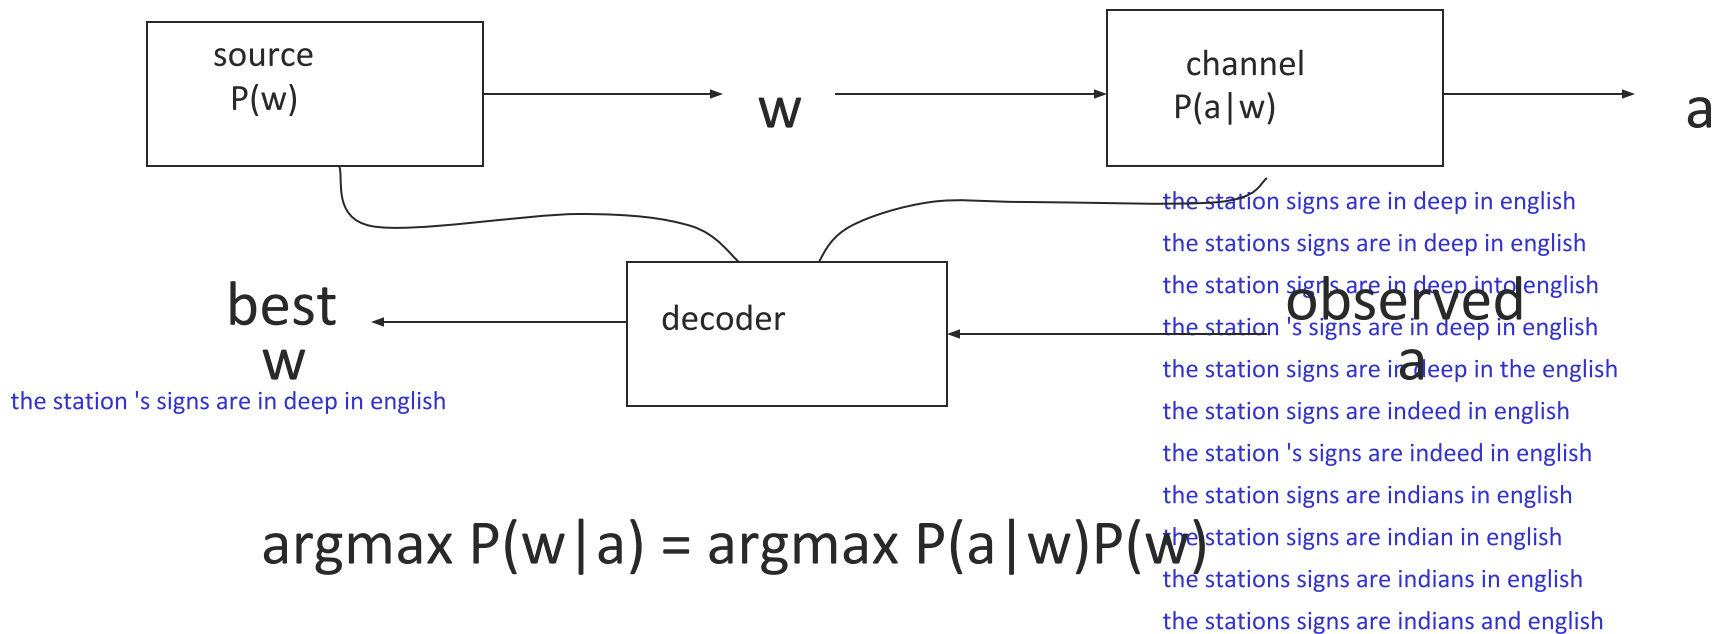 source
P(w)
w
channel
P(a|w)
a
decoder
best
w
the station 's signs are in deep in english
observed
a
the station signs are in deep in english
the stations signs are in deep in english
the station signs are in deep into english
the station 's signs are in deep in english
the station signs are in deep in the english
the station signs are indeed in english
the station 's signs are indeed in english
the station signs are indians in english
the station signs are indian in english
the stations signs are indians in english
the stations signs are indians and english
argmax P(w|a) = argmax P(a|w)P(w)